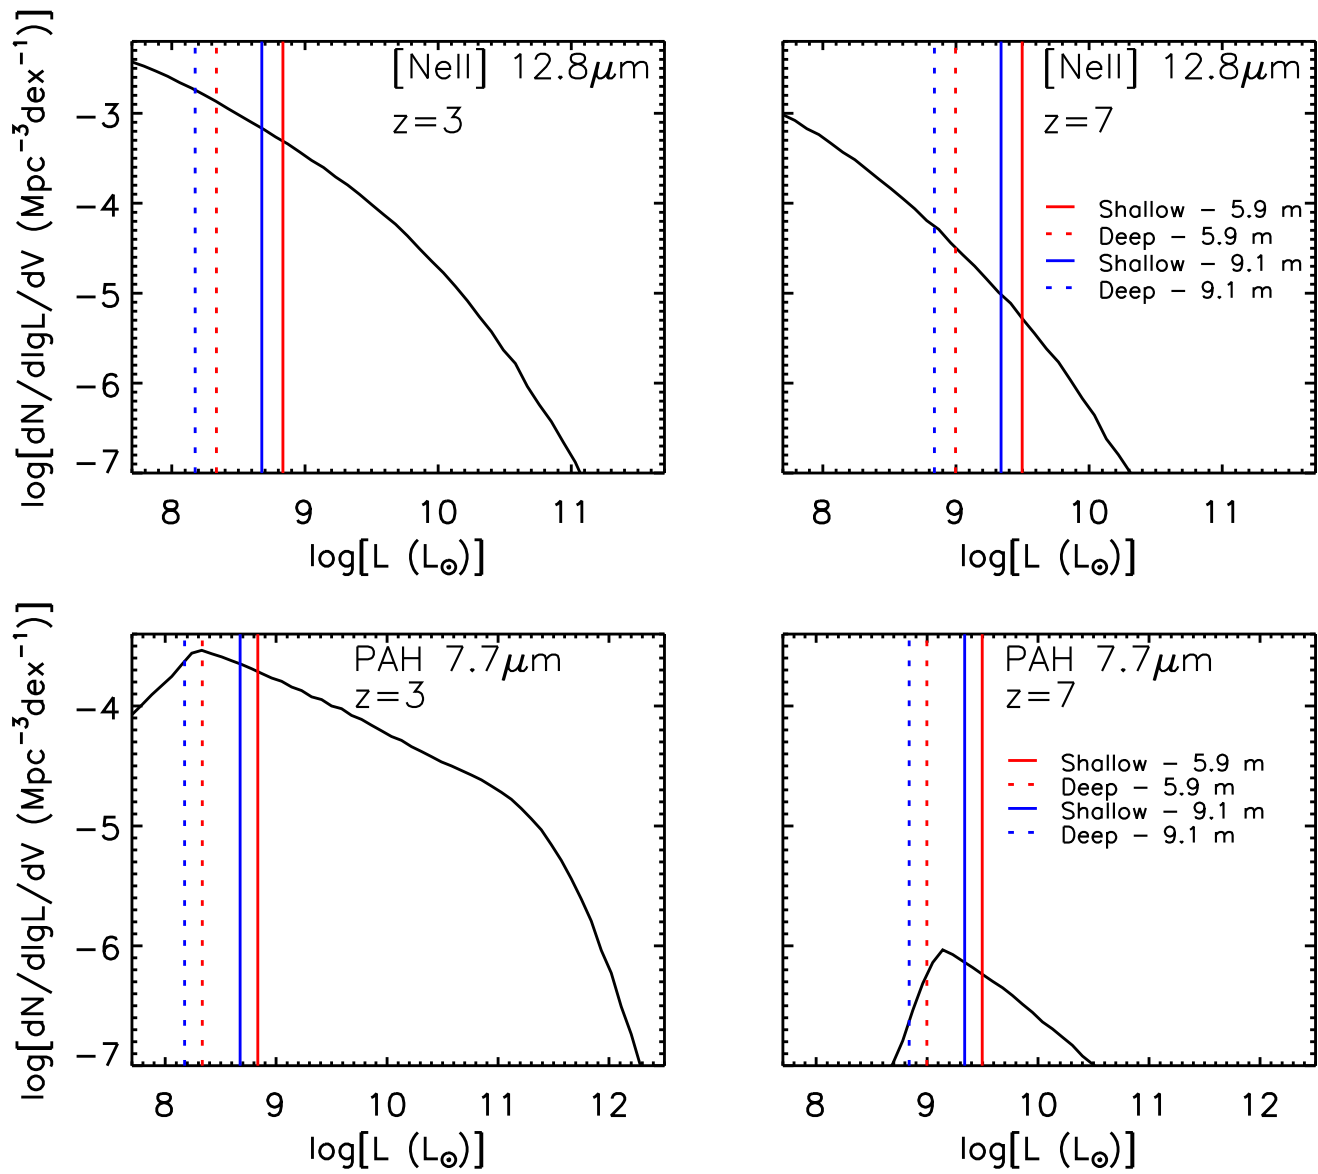 [NeII] 12.8μm
z=3
log[dN/dlgL/dV (Mpc⁻³dex⁻¹)]
−3
−4
−5
−6
−7
8 9 10 11
log[L (L⊙)]
[NeII] 12.8μm
z=7
Shallow − 5.9 m
Deep − 5.9 m
Shallow − 9.1 m
Deep − 9.1 m
8 9 10 11
log[L (L⊙)]
PAH 7.7μm
z=3
log[dN/dlgL/dV (Mpc⁻³dex⁻¹)]
−4
−5
−6
−7
8 9 10 11 12
log[L (L⊙)]
PAH 7.7μm
z=7
Shallow − 5.9 m
Deep − 5.9 m
Shallow − 9.1 m
Deep − 9.1 m
8 9 10 11 12
log[L (L⊙)]